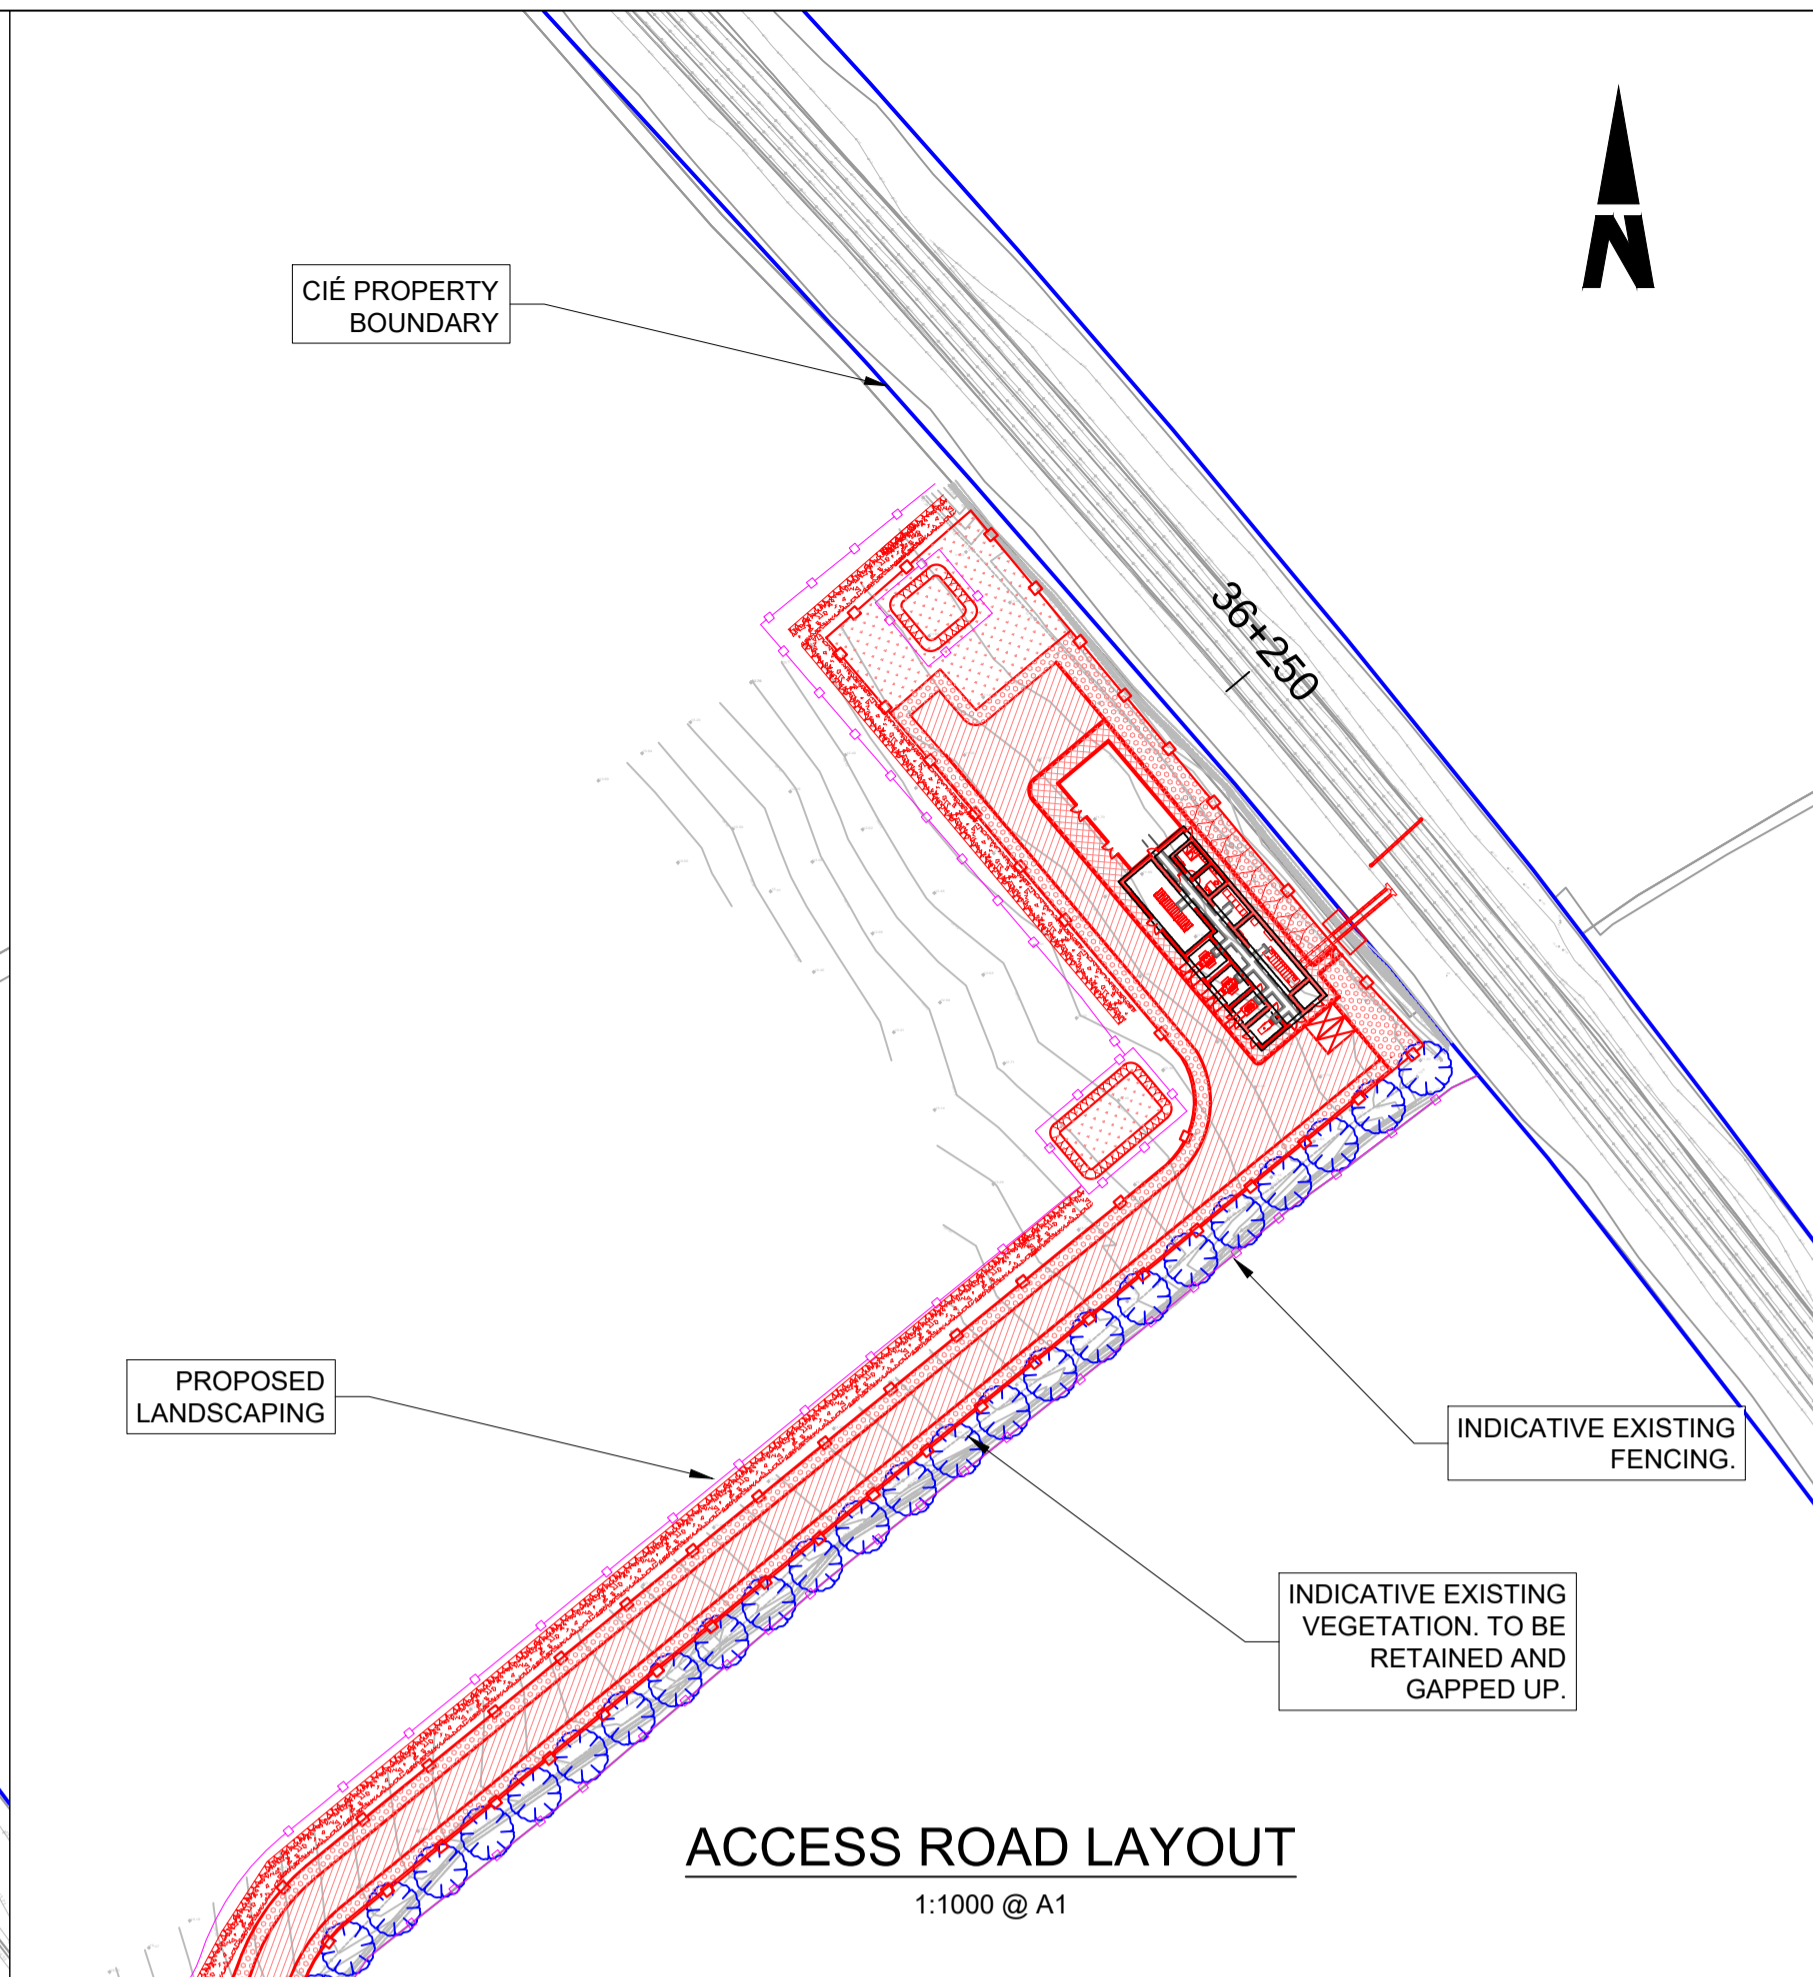 N
CIÉ PROPERTY
BOUNDARY
36+250
PROPOSED
LANDSCAPING
INDICATIVE EXISTING
FENCING.
INDICATIVE EXISTING
VEGETATION. TO BE
RETAINED AND
GAPPED UP.
ACCESS ROAD LAYOUT
1:1000 @ A1